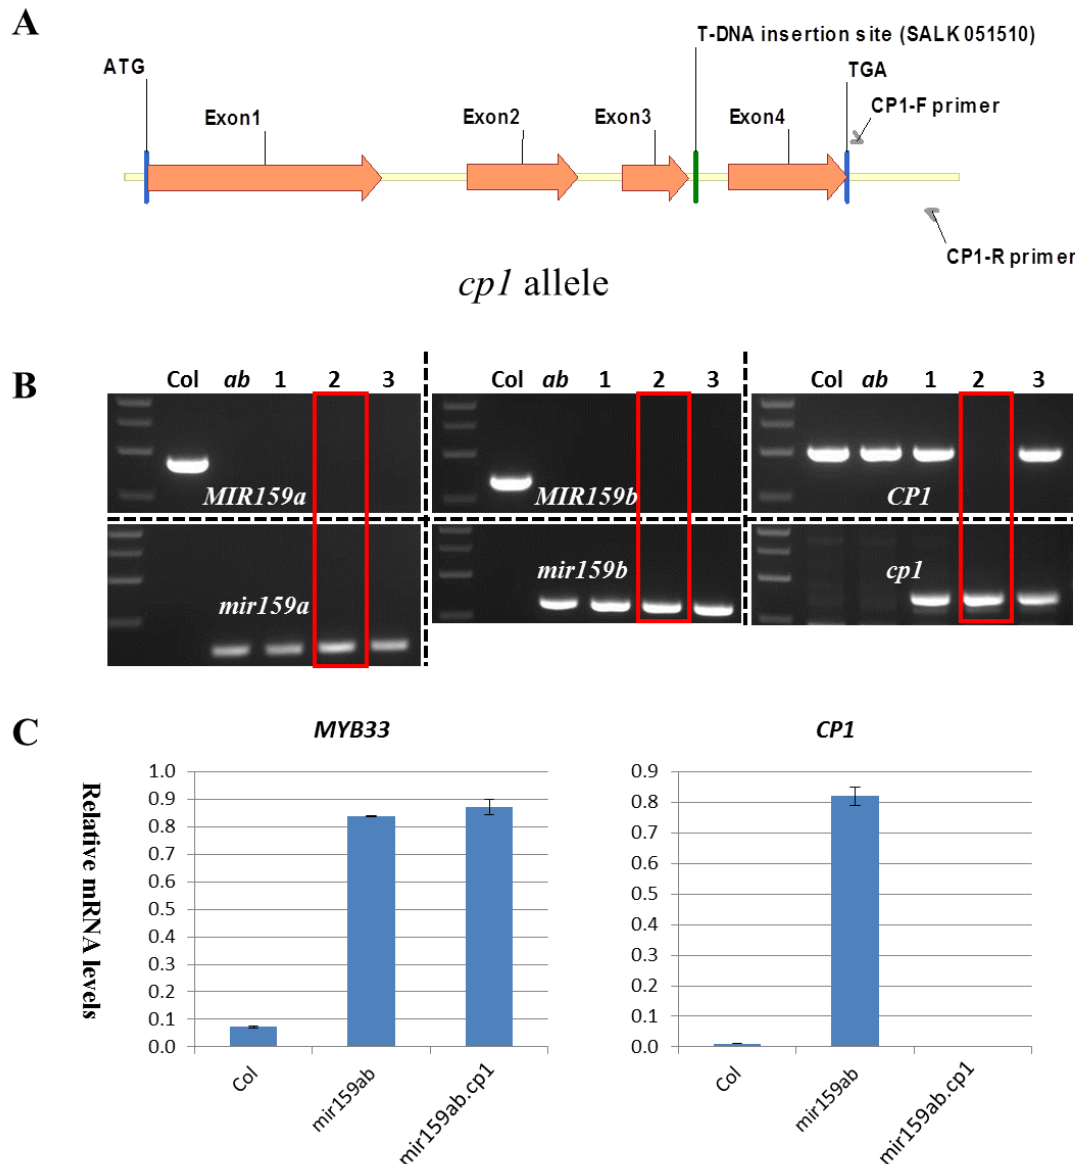 A
T-DNA insertion site (SALK 051510)
ATG
TGA
CP1-F primer
Exon1
Exon2
Exon3
Exon4
CP1-R primer
cp1 allele
B
Col ab 1 2 3
Col ab 1 2 3
Col ab 1 2 3
MIR159a
MIR159b
CP1
mir159a
mir159b
cp1
C
MYB33
Relative mRNA levels
1.0
0.9
0.8
0.7
0.6
0.5
0.4
0.3
0.2
0.1
0.0
Col
mir159ab
mir159ab.cp1
CP1
0.9
0.8
0.7
0.6
0.5
0.4
0.3
0.2
0.1
0.0
Col
mir159ab
mir159ab.cp1